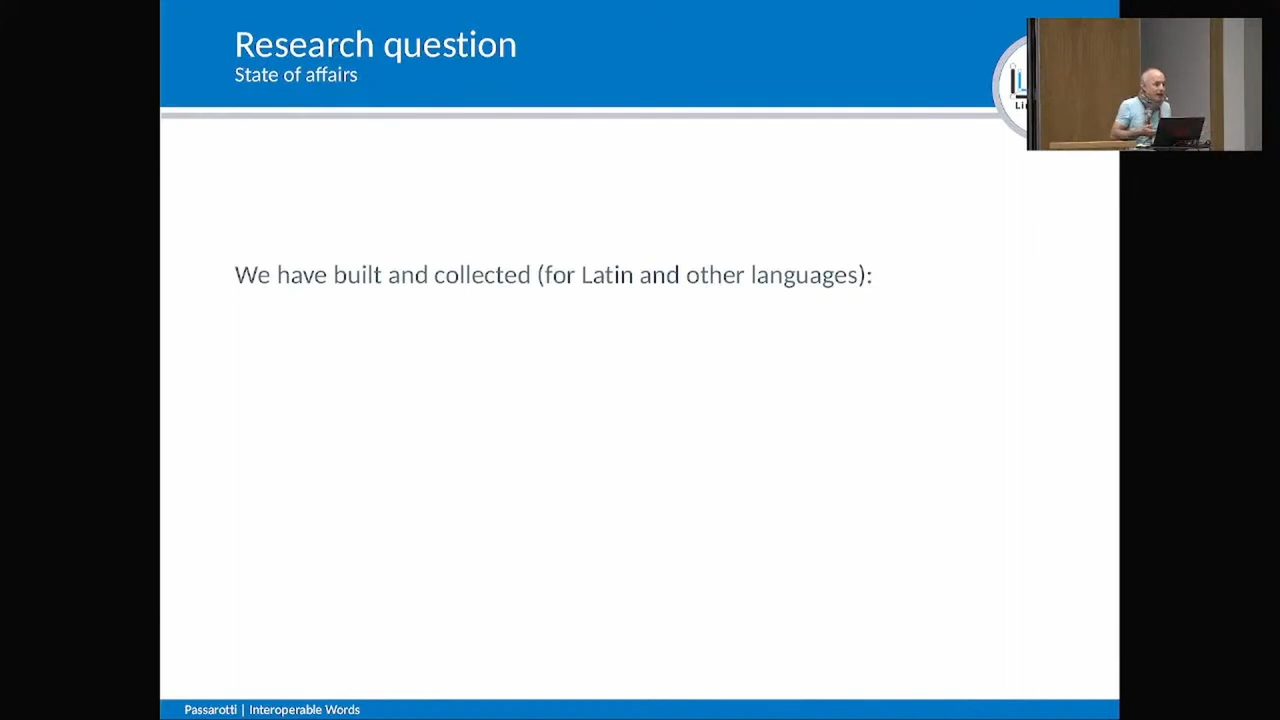 Research question
State of affairs
We have built and collected (for Latin and other languages):
Passarotti | Interoperable Words